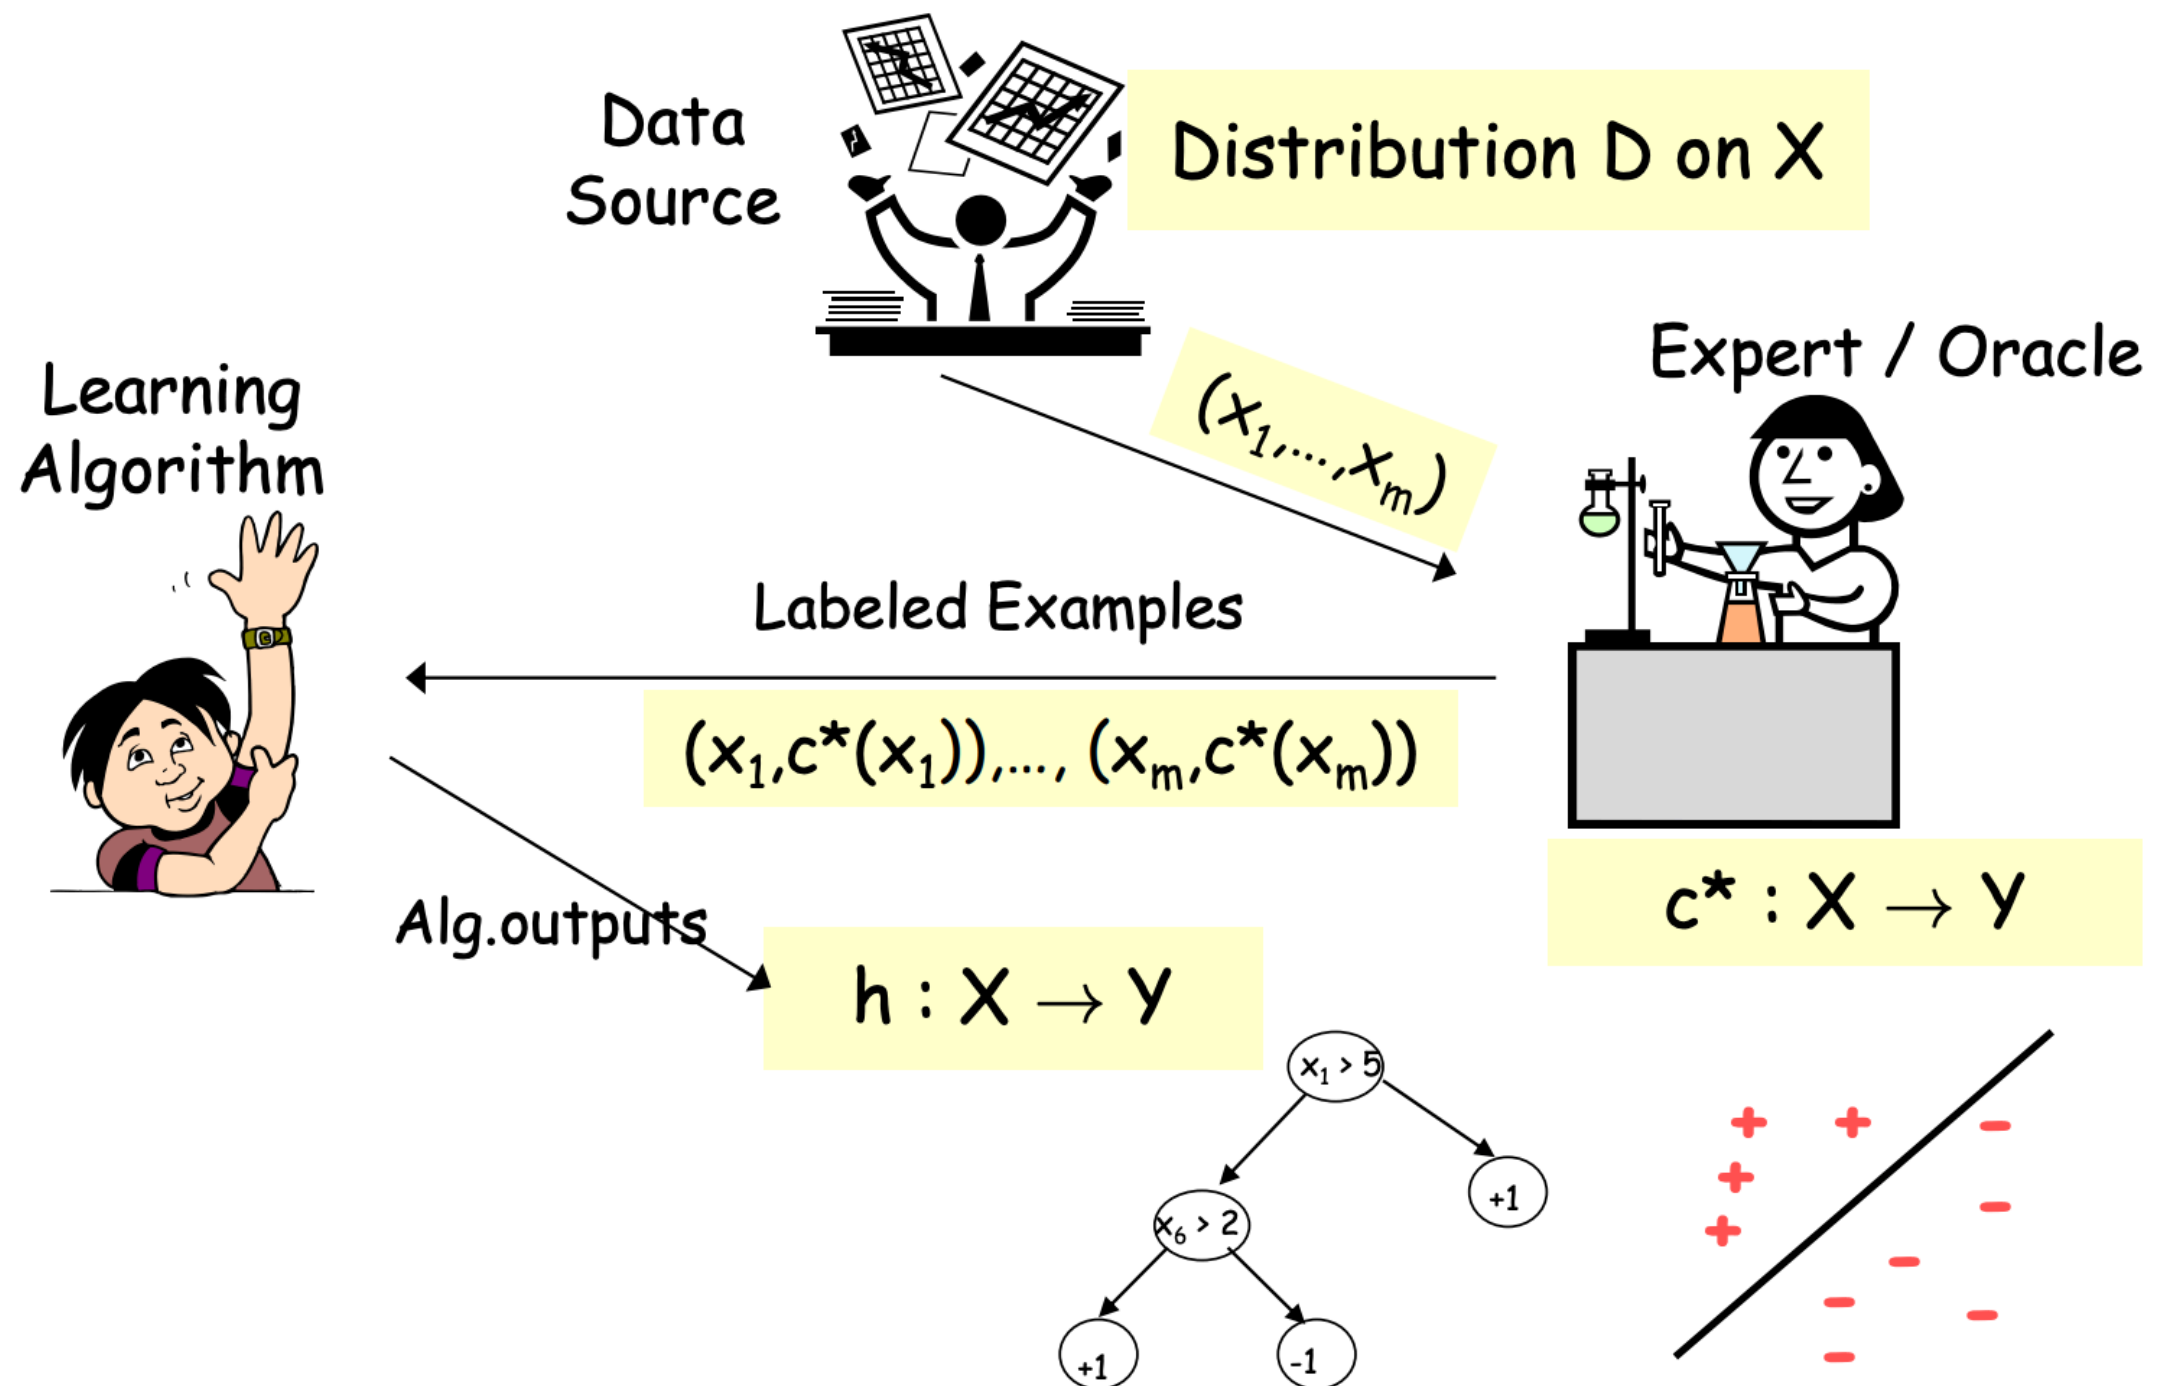 Data
Source
Distribution D on X
Expert / Oracle
Learning
Algorithm
(x₁,...,xₘ)
Labeled Examples
(x₁,c*(x₁)),..., (xₘ,c*(xₘ))
c* : X → Y
Alg.outputs
h : X → Y
x₁ > 5
+1
x₆ > 2
+1
-1
+ + -
+
-
+
-
-
-
-